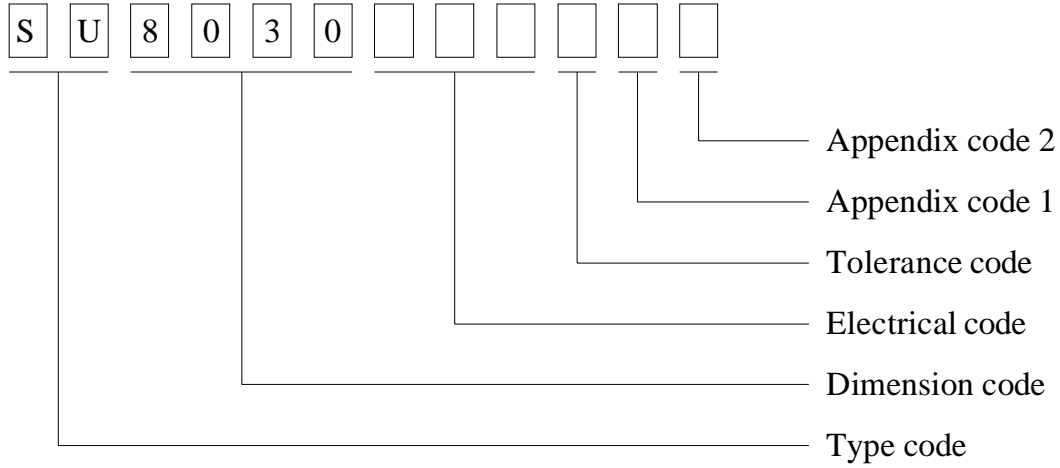 S U 8 0 3 0
Appendix code 2
Appendix code 1
Tolerance code
Electrical code
Dimension code
Type code